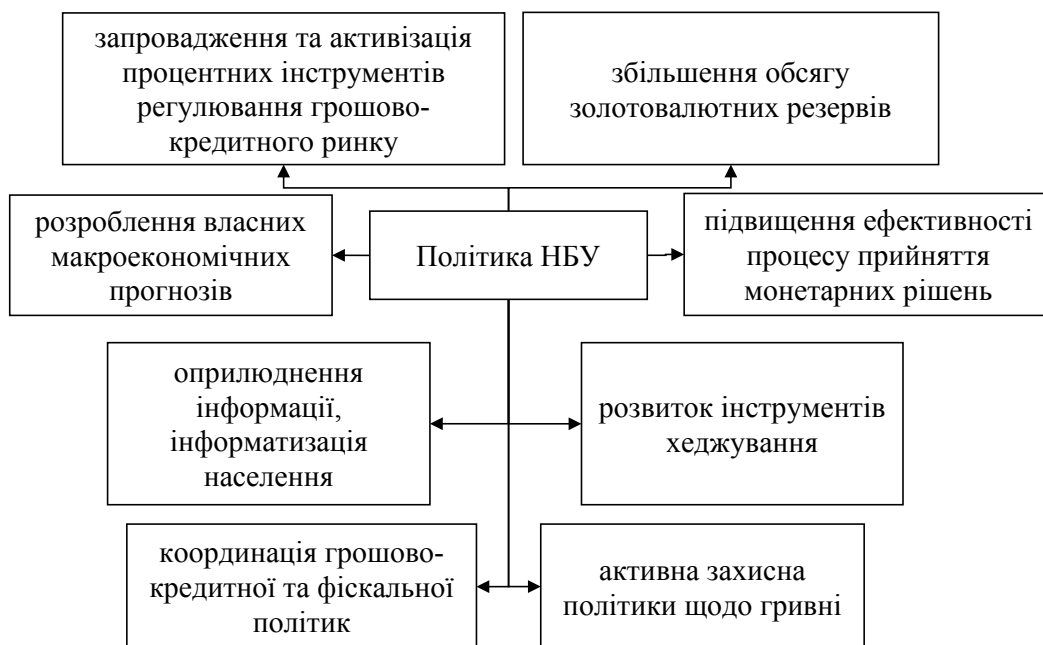 запровадження та активізація
процентних інструментів
регулювання грошово-
кредитного ринку
збільшення обсягу
золотовалютних резервів
розроблення власних
макроекономічних
прогнозів
Політика НБУ
підвищення ефективності
процесу прийняття
монетарних рішень
оприлюднення
інформації,
інформатизація
населення
розвиток інструментів
хеджування
координація грошово-
кредитної та фіскальної
політик
активна захисна
політики щодо гривні